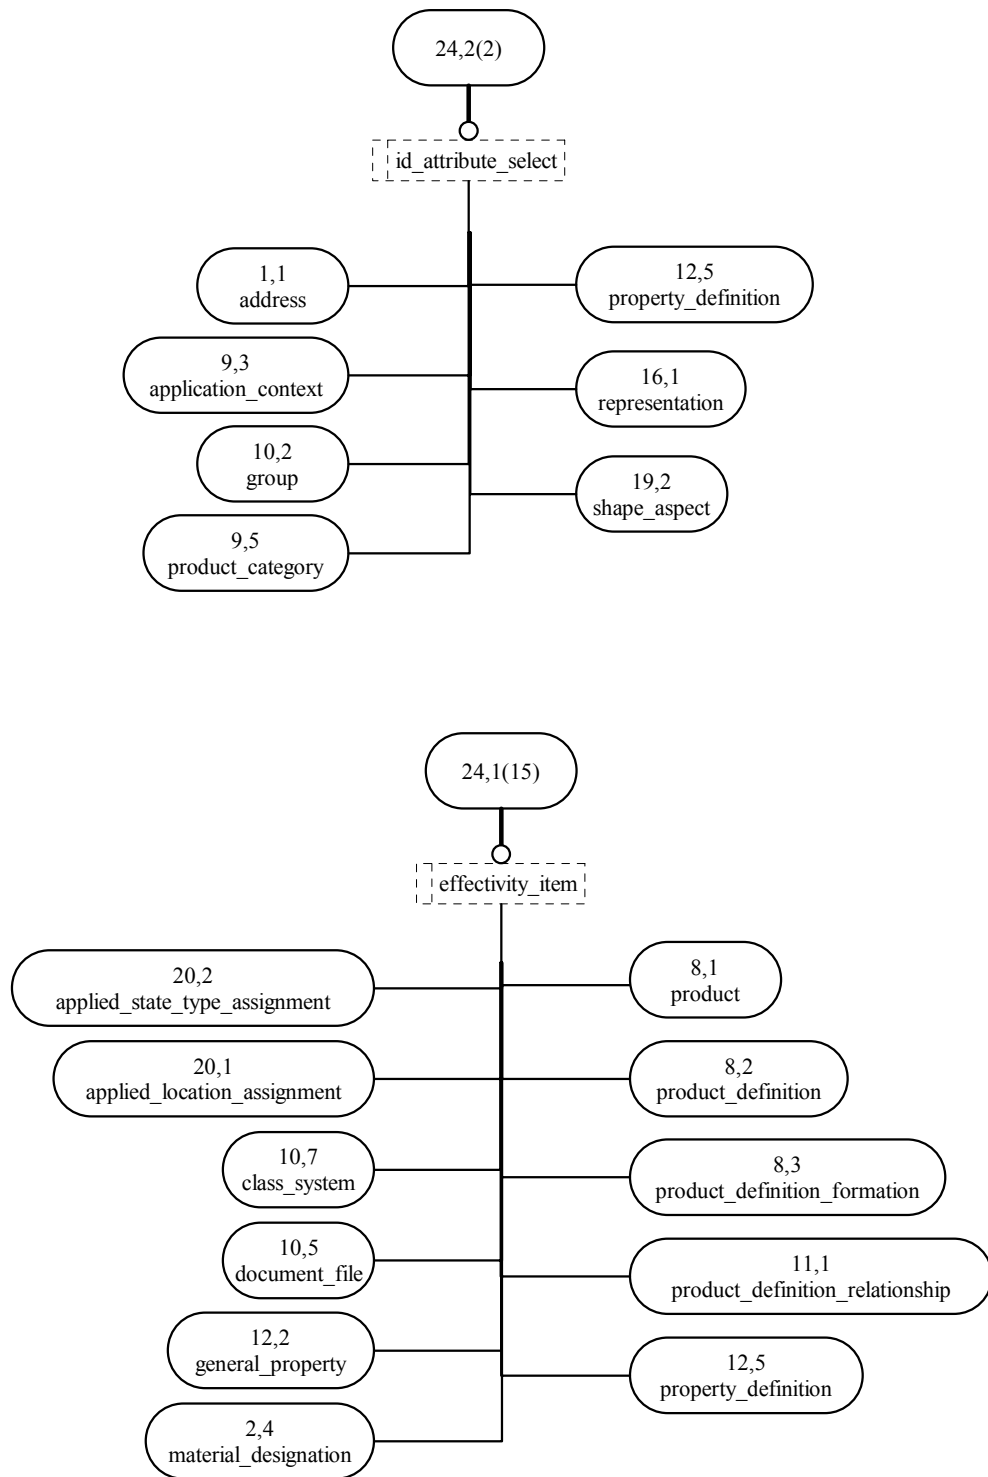 24,2(2)
id_attribute_select
1,1
address
9,3
application_context
10,2
group
9,5
product_category
12,5
property_definition
16,1
representation
19,2
shape_aspect
24,1(15)
effectivity_item
20,2
applied_state_type_assignment
20,1
applied_location_assignment
10,7
class_system
10,5
document_file
12,2
general_property
2,4
material_designation
8,1
product
8,2
product_definition
8,3
product_definition_formation
11,1
product_definition_relationship
12,5
property_definition